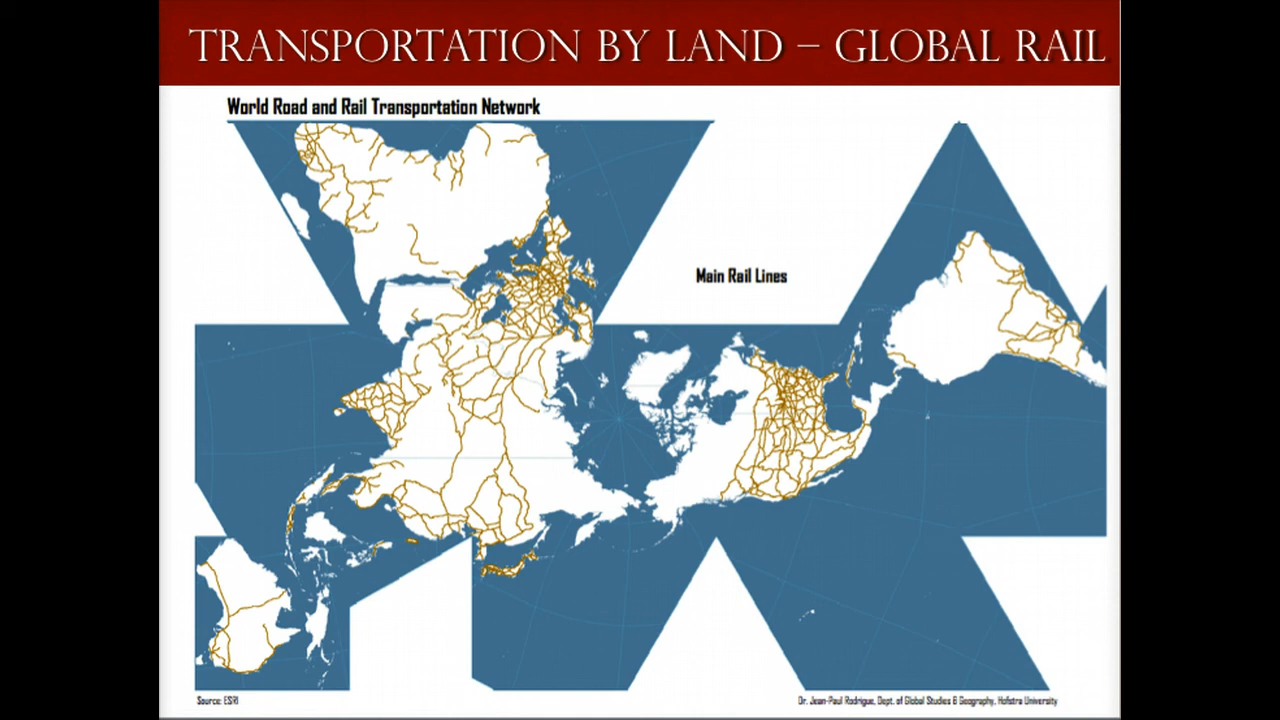 TRANSPORTATION BY LAND – GLOBAL RAIL
World Road and Rail Transportation Network
Main Rail Lines
Source: ESRI
Dr. Jean-Paul Rodrigue, Dept. of Global Studies & Geography, Hofstra University